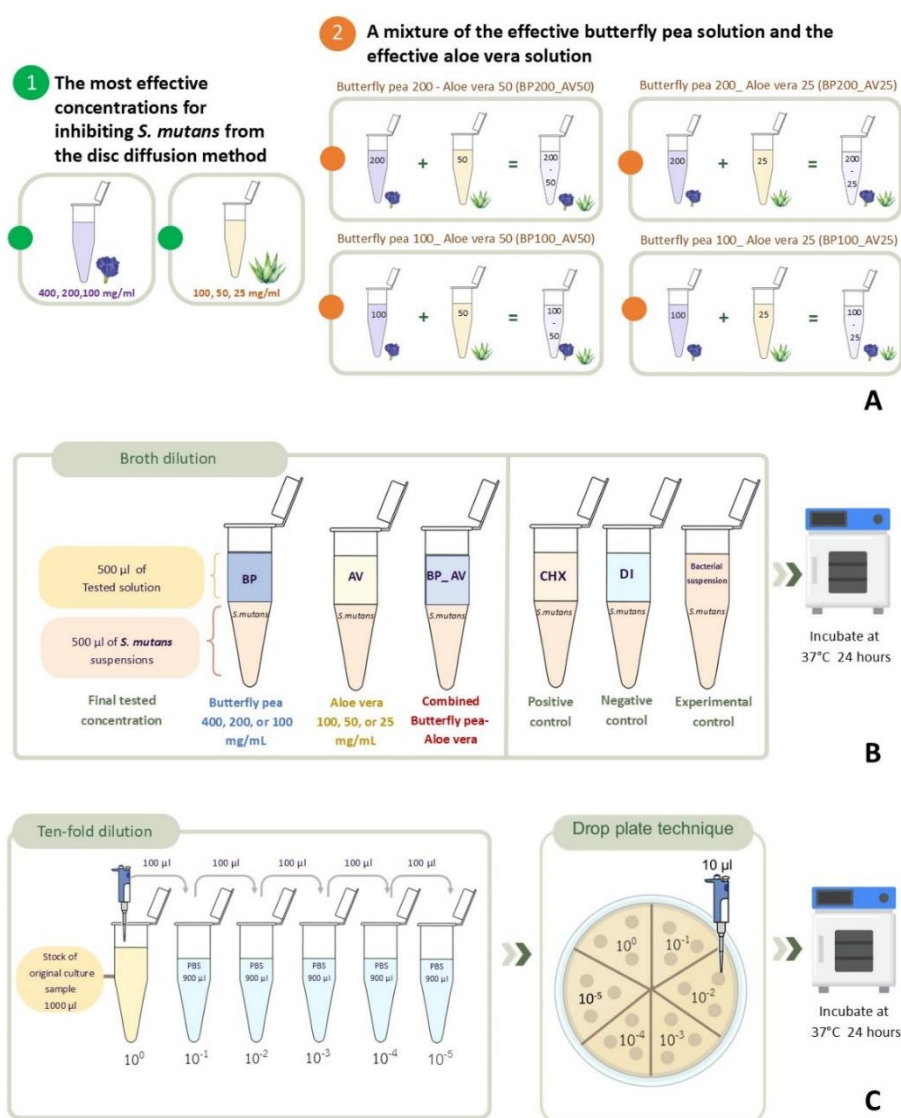 1
The most effective
concentrations for
inhibiting S. mutans from
the disc diffusion method
400, 200,100 mg/ml
100, 50, 25 mg/ml
2
A mixture of the effective butterfly pea solution and the
effective aloe vera solution
Butterfly pea 200 - Aloe vera 50 (BP200_AV50)
200
+
50
=
200
-
50
Butterfly pea 200_ Aloe vera 25 (BP200_AV25)
200
+
25
=
200
-
25
Butterfly pea 100_ Aloe vera 50 (BP100_AV50)
100
+
50
=
100
-
50
Butterfly pea 100_ Aloe vera 25 (BP100_AV25)
100
+
25
=
100
-
25
A
Broth dilution
500 µl of
Tested solution
500 µl of S. mutans
suspensions
Final tested
concentration
BP
S.mutans
Butterfly pea
400, 200, or 100
mg/mL
AV
S.mutans
Aloe vera
100, 50, or 25
mg/mL
BP_ AV
S.mutans
Combined
Butterfly pea-
Aloe vera
CHX
S.mutans
Positive
control
DI
S.mutans
Negative
control
Bacterial
suspension
S.mutans
Experimental
control
Incubate at
37°C 24 hours
B
Ten-fold dilution
100 µl 100 µl 100 µl 100 µl 100 µl
Stock of
original culture
sample
1000 µl
PBS
900 µl
PBS
900 µl
PBS
900 µl
PBS
900 µl
PBS
900 µl
10⁰ 10⁻¹ 10⁻² 10⁻³ 10⁻⁴ 10⁻⁵
Drop plate technique
10 µl
10⁰
10⁻¹
10⁻²
10⁻³
10⁻⁴
10⁻⁵
Incubate at
37°C 24 hours
C